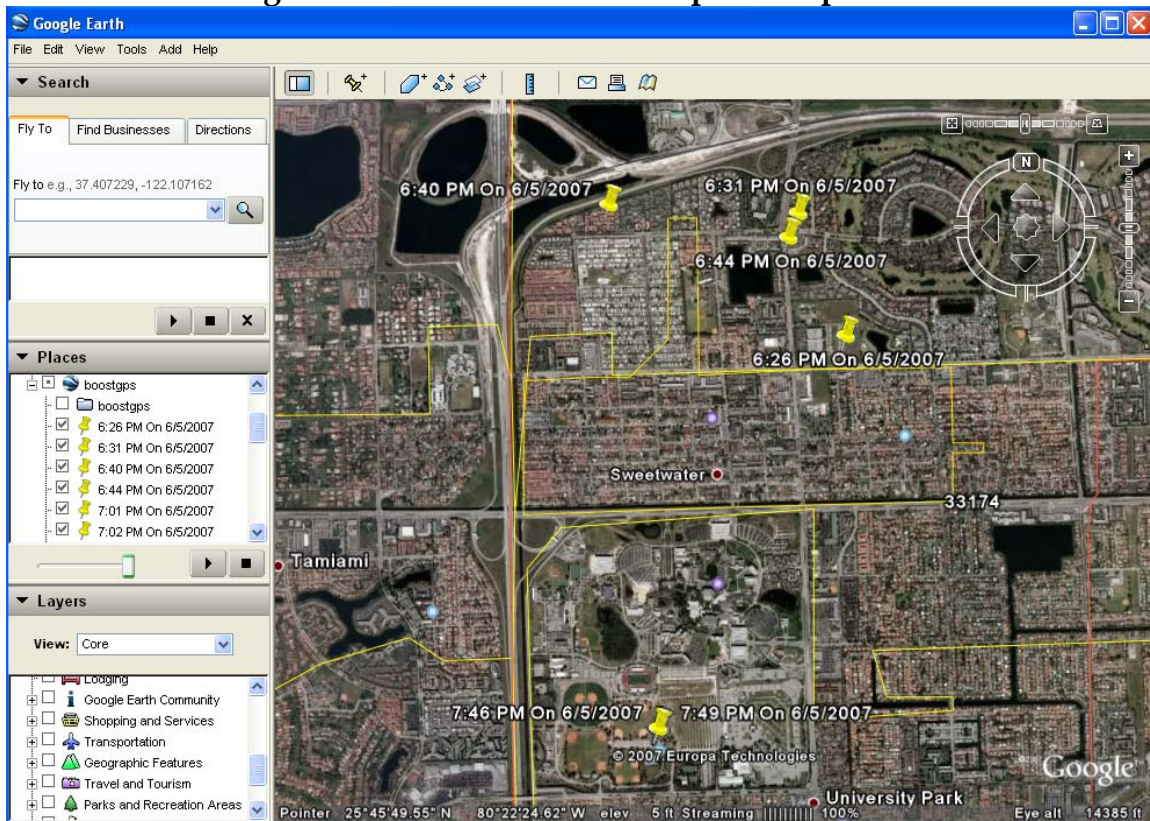 Google Earth
File Edit View Tools Add Help
Search
Fly To Find Businesses Directions
Fly to e.g., 37.407229, -122.107162
Places
boostgps
boostgps
6:26 PM On 6/5/2007
6:31 PM On 6/5/2007
6:40 PM On 6/5/2007
6:44 PM On 6/5/2007
7:01 PM On 6/5/2007
7:02 PM On 6/5/2007
Layers
View: Core
Lodging
Google Earth Community
Shopping and Services
Transportation
Geographic Features
Travel and Tourism
Parks and Recreation Areas
N
6:40 PM On 6/5/2007
6:31 PM On 6/5/2007
6:44 PM On 6/5/2007
6:26 PM On 6/5/2007
Sweetwater
33174
Tamiami
7:46 PM On 6/5/2007 7:49 PM On 6/5/2007
© 2007 Europa Technologies
Google
University Park
Pointer 25°45'49.55" N 80°22'24.62" W elev 5 ft Streaming 100% Eye alt 14385 ft